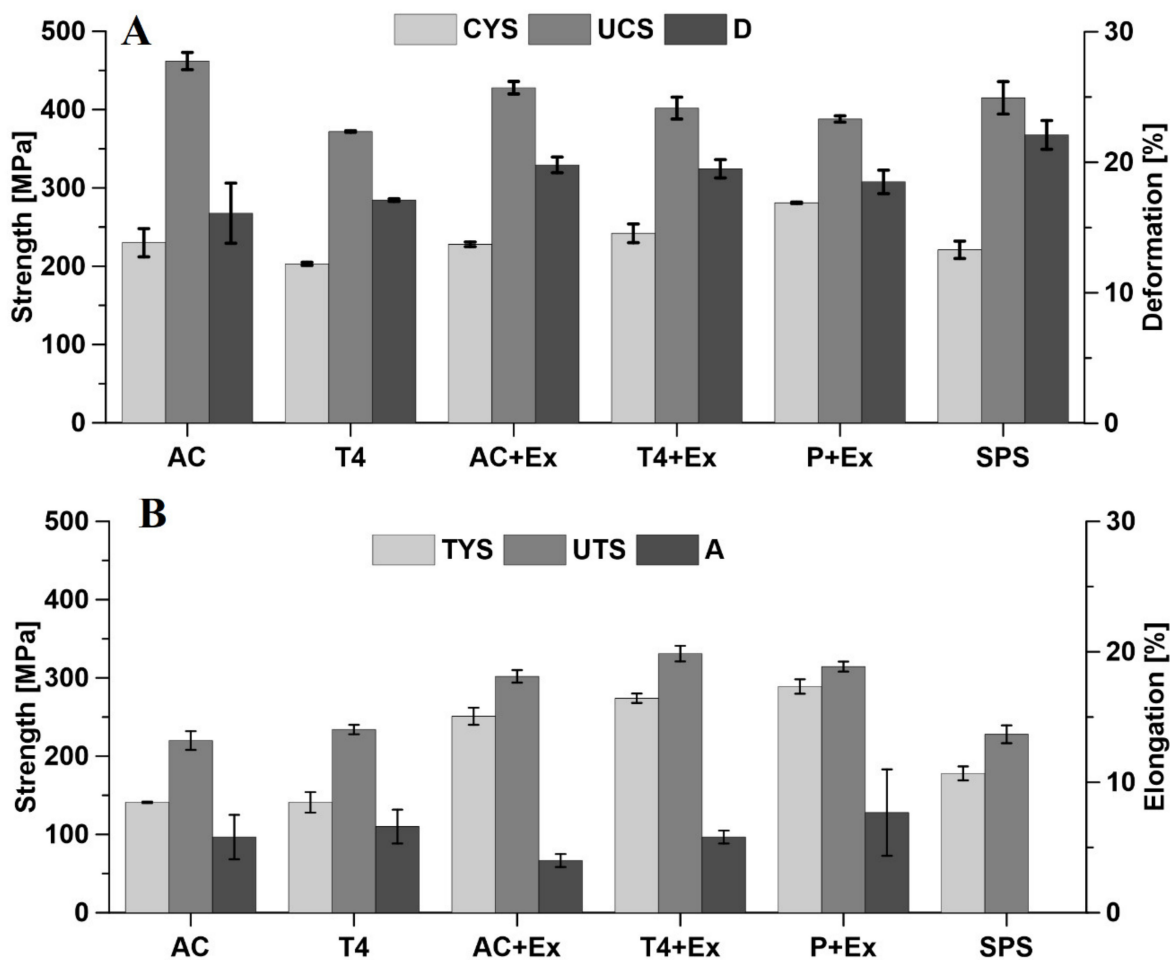 A
CYS UCS D
500
400
300
200
100
0
Strength [MPa]
30
20
10
0
Deformation [%]
AC T4 AC+Ex T4+Ex P+Ex SPS
B
TYS UTS A
500
400
300
200
100
0
Strength [MPa]
30
20
10
0
Elongation [%]
AC T4 AC+Ex T4+Ex P+Ex SPS